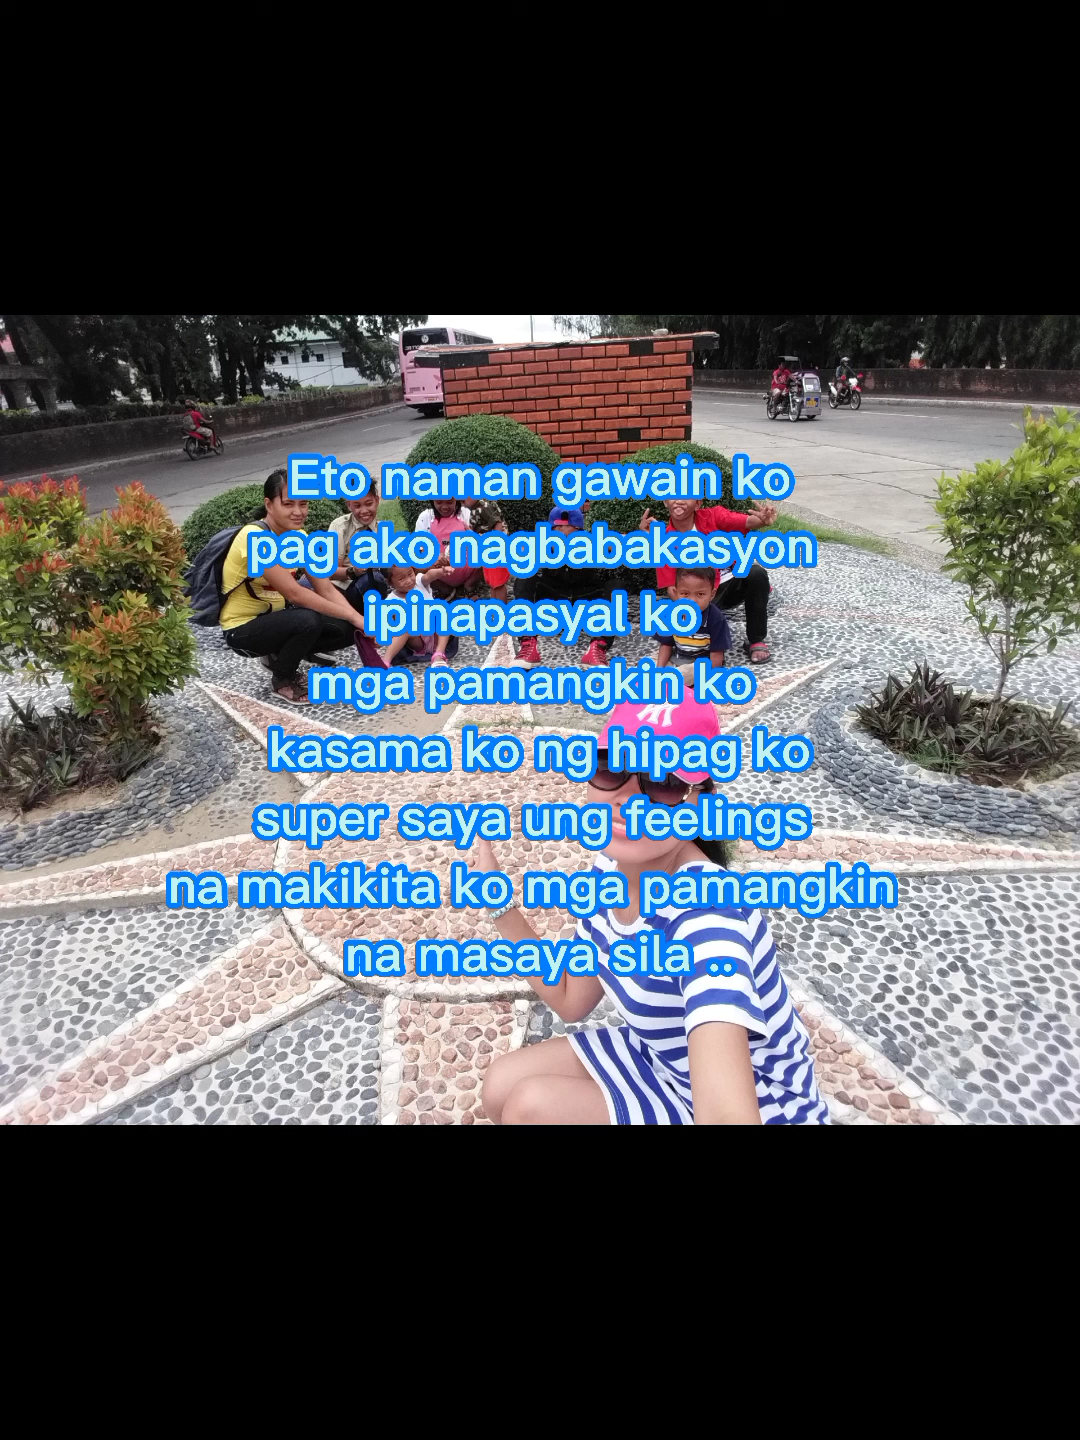 Eto naman gawain ko
pag ako nagbabakasyon
ipinapasyal ko
mga pamangkin ko
kasama ko ng hipag ko
super saya ung feelings
na makikita ko mga pamangkin
na masaya sila ..
NY